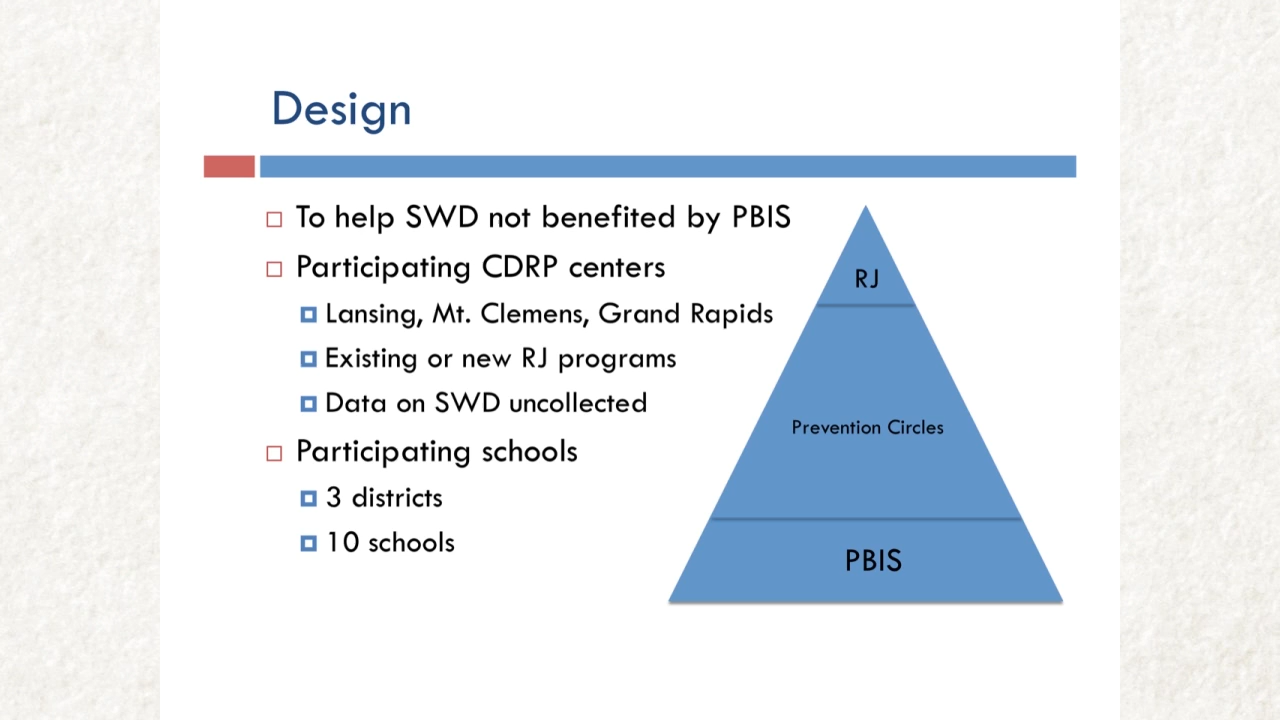 Design
To help SWD not benefited by PBIS
Participating CDRP centers
Lansing, Mt. Clemens, Grand Rapids
Existing or new RJ programs
Data on SWD uncollected
Participating schools
3 districts
10 schools
RJ
Prevention Circles
PBIS